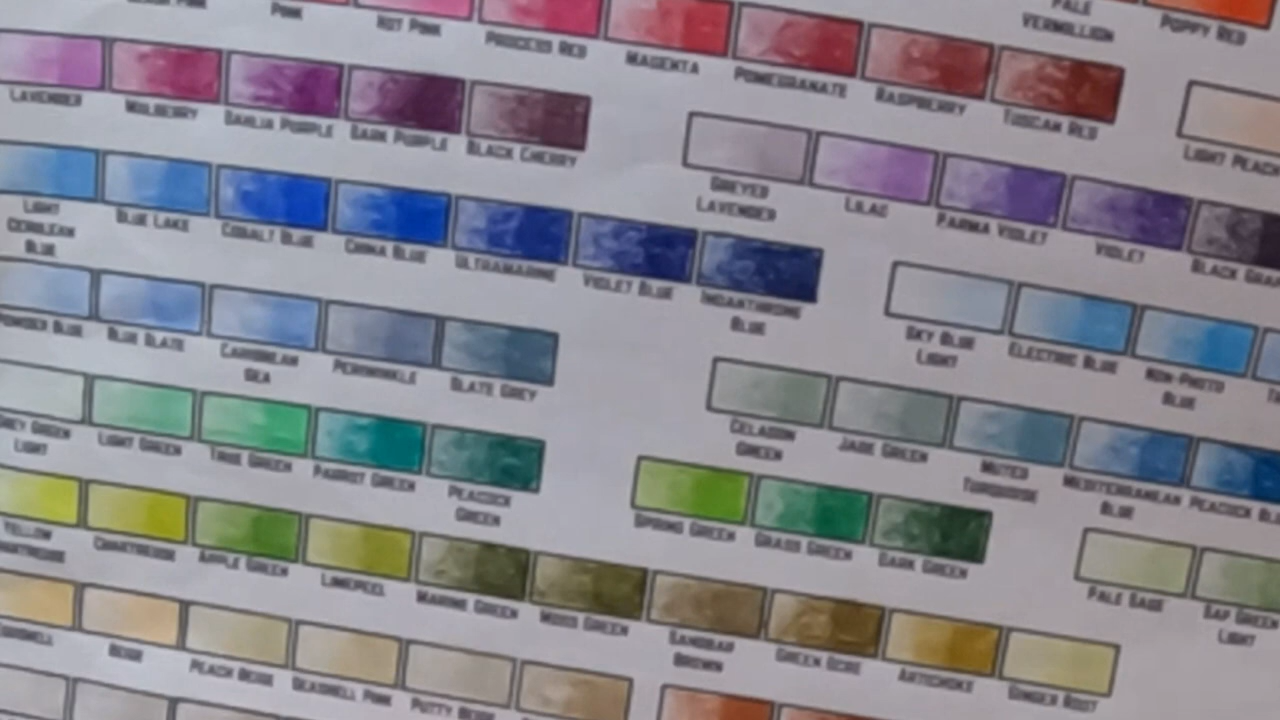 PINK
HOT PINK
PROCESS RED
MAGENTA
POMEGRANATE
RASPBERRY
TUSCAN RED
PALE
VERMILLION
POPPY RED
LAVENDER
MULBERRY
DAHLIA PURPLE
DARK PURPLE
BLACK CHERRY
GREYED
LAVENDER
LILAC
PARMA VIOLET
VIOLET
BLACK GRAP
LIGHT PEACH
LIGHT
CERULEAN
BLUE
BLUE LAKE
COBALT BLUE
CHINA BLUE
ULTRAMARINE
VIOLET BLUE
INDANTHRONE
BLUE
SKY BLUE
LIGHT
ELECTRIC BLUE
NON-PHOTO
BLUE
POWDER BLUE
BLUE SLATE
CARIBBEAN
SEA
PERIWINKLE
SLATE GREY
CELADON
GREEN
JADE GREEN
MUTED
TURQUOISE
MEDITERRANEAN
BLUE
PEACOCK BLU
GREY GREEN
LIGHT
LIGHT GREEN
TRUE GREEN
PARROT GREEN
PEACOCK
GREEN
SPRING GREEN
GRASS GREEN
DARK GREEN
PALE SAGE
SAP GREEN
LIGHT
YELLOW
CHARTREUSE
APPLE GREEN
LIMEPEEL
MARINE GREEN
MOSS GREEN
SANDBAR
BROWN
GREEN OCRE
ARTICHOKE
GINGER ROOT
BEIGE
PEACH BEIGE
SEASHELL PINK
PUTTY BEIGE